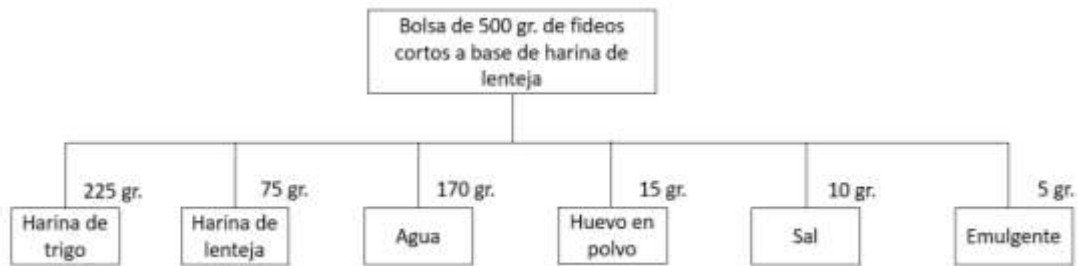 Bolsa de 500 gr. de fideos
cortos a base de harina de
lenteja
225 gr.
75 gr.
170 gr.
15 gr.
10 gr.
5 gr.
Harina de
trigo
Harina de
lenteja
Agua
Huevo en
polvo
Sal
Emulgente